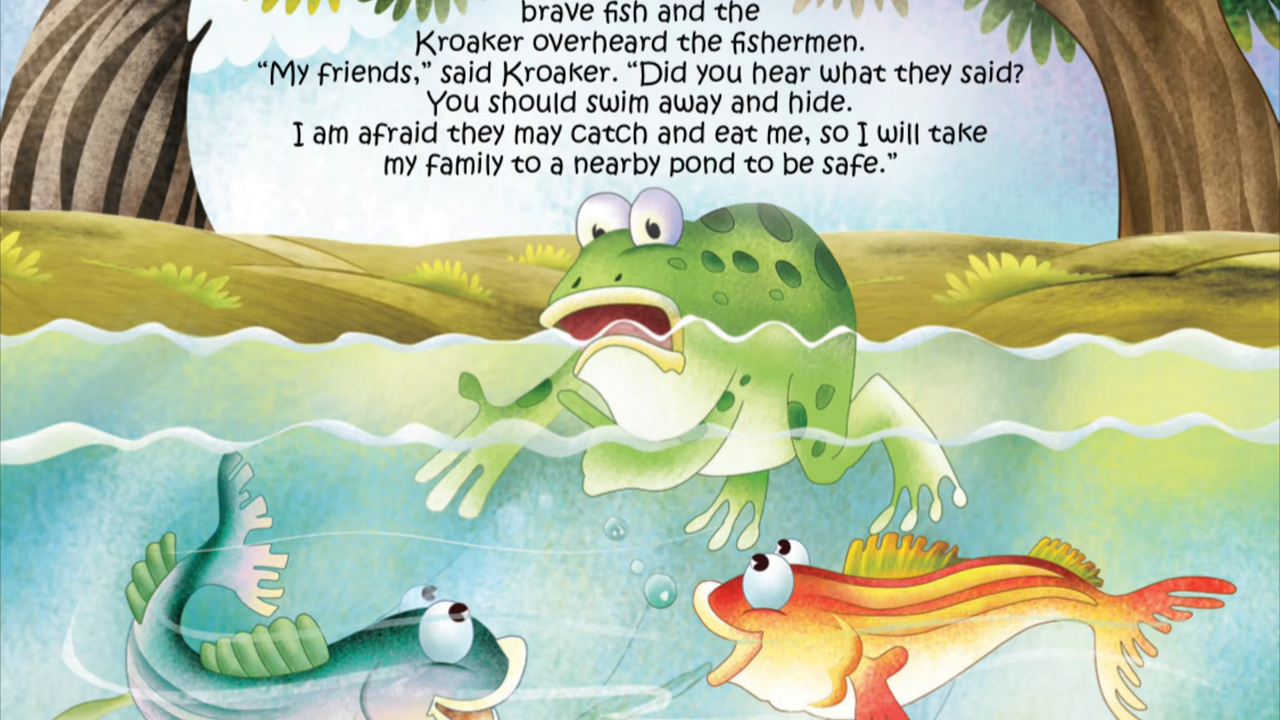 brave fish and the
Kroaker overheard the fishermen.
“My friends,” said Kroaker. “Did you hear what they said?
You should swim away and hide.
I am afraid they may catch and eat me, so I will take
my family to a nearby pond to be safe.”